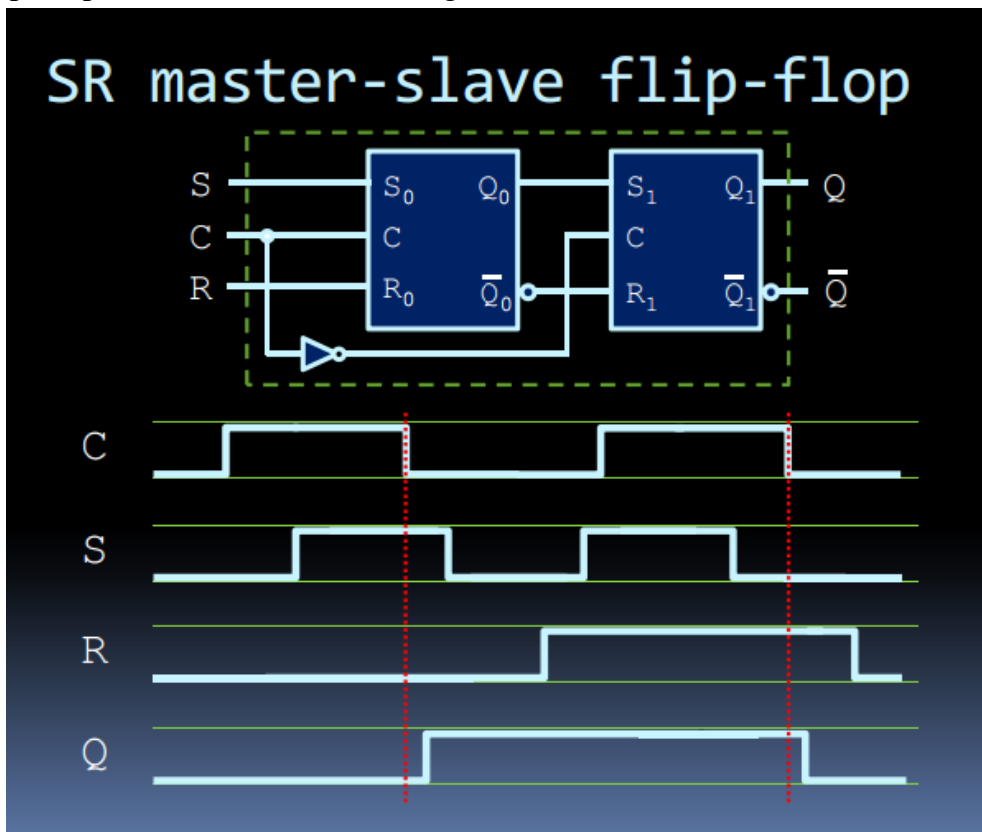 SR master-slave flip-flop
S S₀ Q₀ S₁ Q₁ Q
C C C
R R₀ Q̅₀ R₁ Q̅₁ Q̅
C
S
R
Q